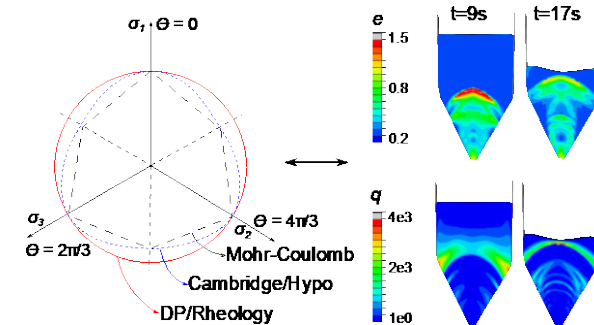 σ₁ Θ = 0
σ₃
Θ = 2π/3
σ₂
Θ = 4π/3
Mohr-Coulomb
Cambridge/Hypo
DP/Rheology
e
t=9s
t=17s
1.5
0.8
0.2
q
4e3
2e3
1e0